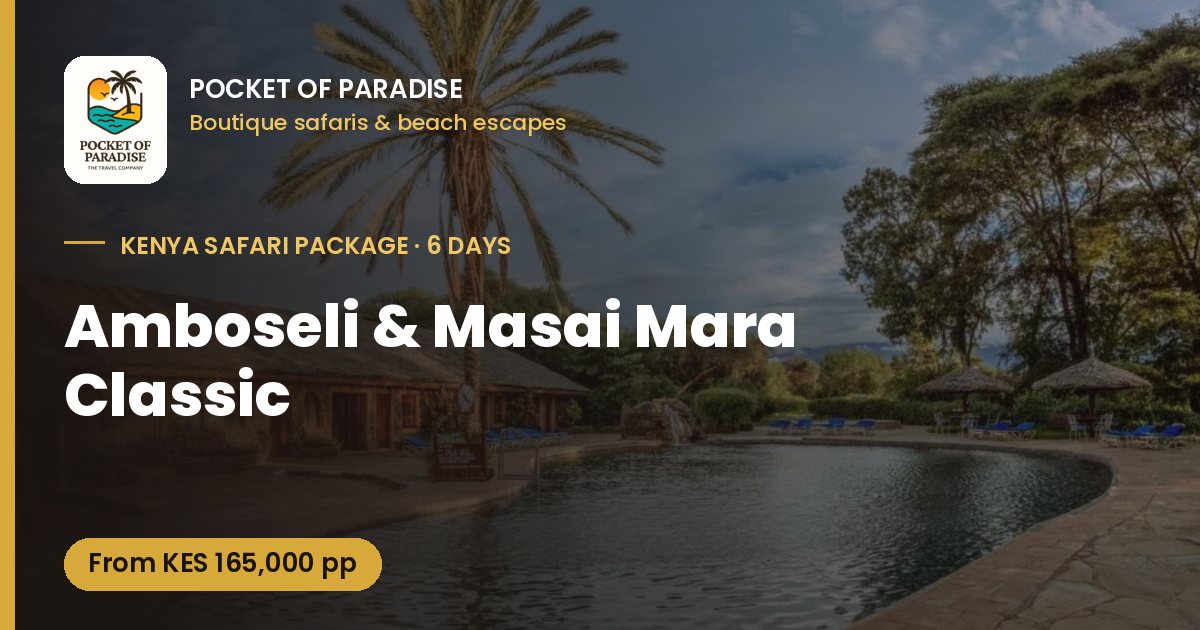 POCKET OF
PARADISE
THE TRAVEL COMPANY
POCKET OF PARADISE
Boutique safaris & beach escapes
KENYA SAFARI PACKAGE · 6 DAYS
Amboseli & Masai Mara
Classic
From KES 165,000 pp